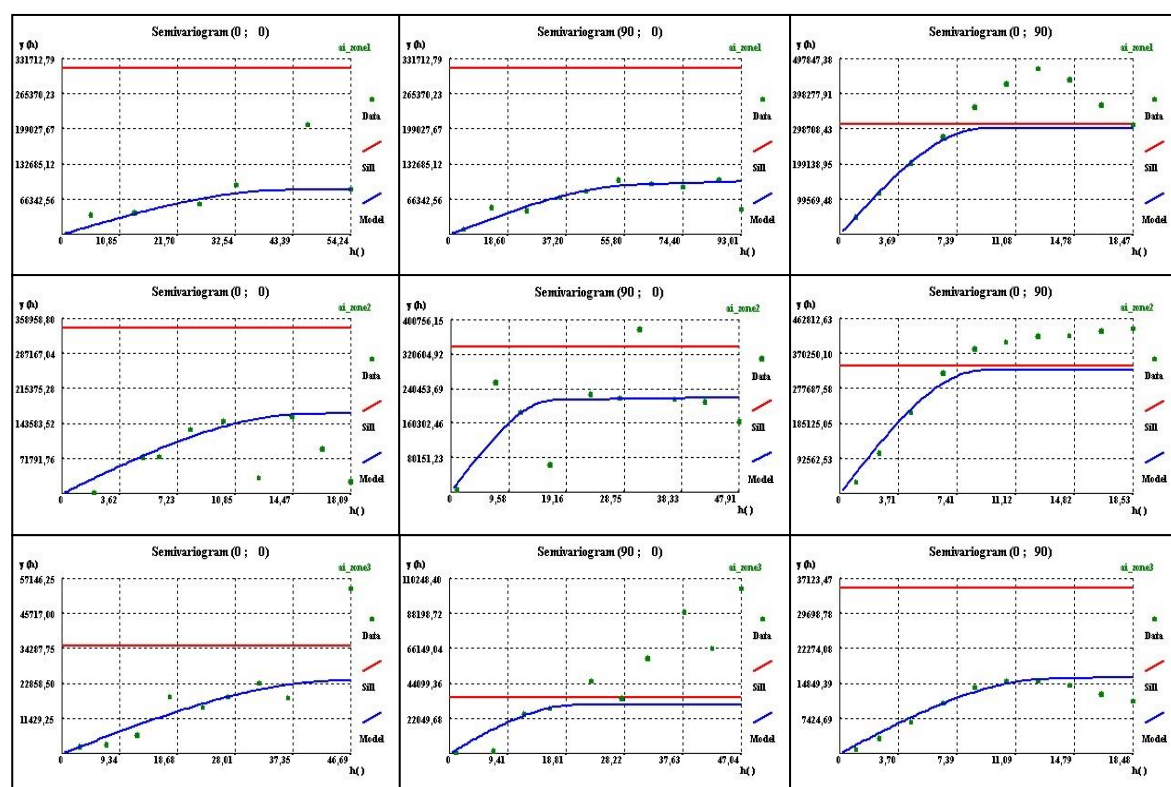 Semivariogram (0 ; 0)
y (h)
ai_zone1
331712,79
265370,23
Data
199027,67
Sill
132685,12
66342,56
Model
0 10,85 21,70 32,54 43,39 54,24
h ( )
Semivariogram (90 ; 0)
y (h)
ai_zone1
331712,79
265370,23
Data
199027,67
Sill
132685,12
66342,56
Model
0 18,60 37,20 55,80 74,40 93,01
h ( )
Semivariogram (0 ; 90)
y (h)
ai_zone1
497847,38
398277,91
Data
298708,43
Sill
199138,95
99569,48
Model
0 3,69 7,39 11,08 14,78 18,47
h ( )
Semivariogram (0 ; 0)
y (h)
ai_zone2
358958,80
287167,04
Data
215375,28
Sill
143583,52
71791,76
Model
0 3,62 7,23 10,85 14,47 18,09
h ( )
Semivariogram (90 ; 0)
y (h)
ai_zone2
400756,15
320604,92
Data
240453,69
Sill
160302,46
80151,23
Model
0 9,58 19,16 28,75 38,33 47,91
h ( )
Semivariogram (0 ; 90)
y (h)
ai_zone2
462812,63
370250,10
Data
277687,58
Sill
185125,05
92562,53
Model
0 3,71 7,41 11,12 14,82 18,53
h ( )
Semivariogram (0 ; 0)
y (h)
ai_zone3
57146,25
45717,00
Data
34287,75
Sill
22858,50
11429,25
Model
0 9,34 18,68 28,01 37,35 46,69
h ( )
Semivariogram (90 ; 0)
y (h)
ai_zone3
110248,40
88198,72
Data
66149,04
Sill
44099,36
22049,68
Model
0 9,41 18,81 28,22 37,63 47,04
h ( )
Semivariogram (0 ; 90)
y (h)
ai_zone3
37123,47
29698,78
Data
22274,08
Sill
14849,39
7424,69
Model
0 3,70 7,39 11,09 14,79 18,48
h ( )